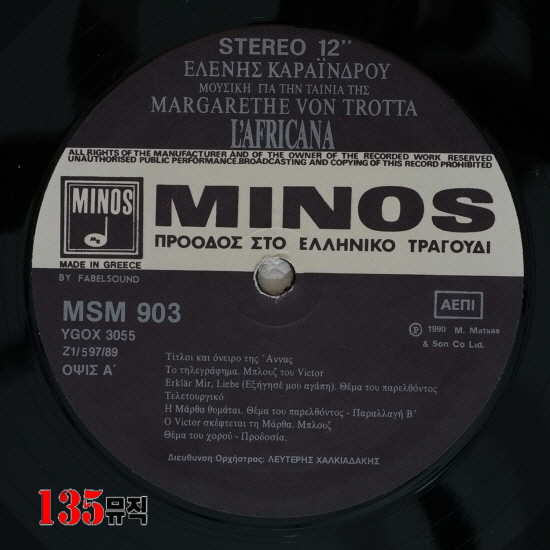 STEREO 12"
ΕΛΕΝΗΣ ΚΑΡΑΪΝΔΡΟΥ
ΜΟΥΣΙΚΗ ΓΙΑ ΤΗΝ ΤΑΙΝΙΑ ΤΗΣ
MARGARETHE VON TROTTA
L'AFRICANA
ALL RIGHTS OF THE MANUFACTURER AND OF THE OWNER OF THE RECORDED WORK RESERVED
UNAUTHORISED PUBLIC PERFORMANCE.BROADCASTING AND COPYING OF THIS RECORD PROHIBITED
MINOS
MINOS
ΠΡΟΟΔΟΣ ΣΤΟ ΕΛΛΗΝΙΚΟ ΤΡΑΓΟΥΔΙ
MADE IN GREECE
BY FABELSOUND
MSM 903
YGOX 3055
Z1/597/89
ΟΨΙΣ Α΄
ΑΕΠΙ
Ⓟ 1990 M. Matsas
& Son Co Ltd.
Τίτλοι και όνειρο της ΄Αννας
Το τηλεγράφημα. Μπλουζ του Victor
Erklär Mir, Liebe (Εξήγησέ μου αγάπη). Θέμα του παρελθόντος
Τελετουργικό
Η Μάρθα θυμάται. Θέμα του παρελθόντος - Παραλλαγή Β΄
Ο Victor σκέφτεται τη Μάρθα. Μπλουζ
Θέμα του χορού - Προδοσία.
Διεύθυνση Ορχήστρας: ΛΕΥΤΕΡΗΣ ΧΑΛΚΙΑΔΑΚΗΣ
135뮤직